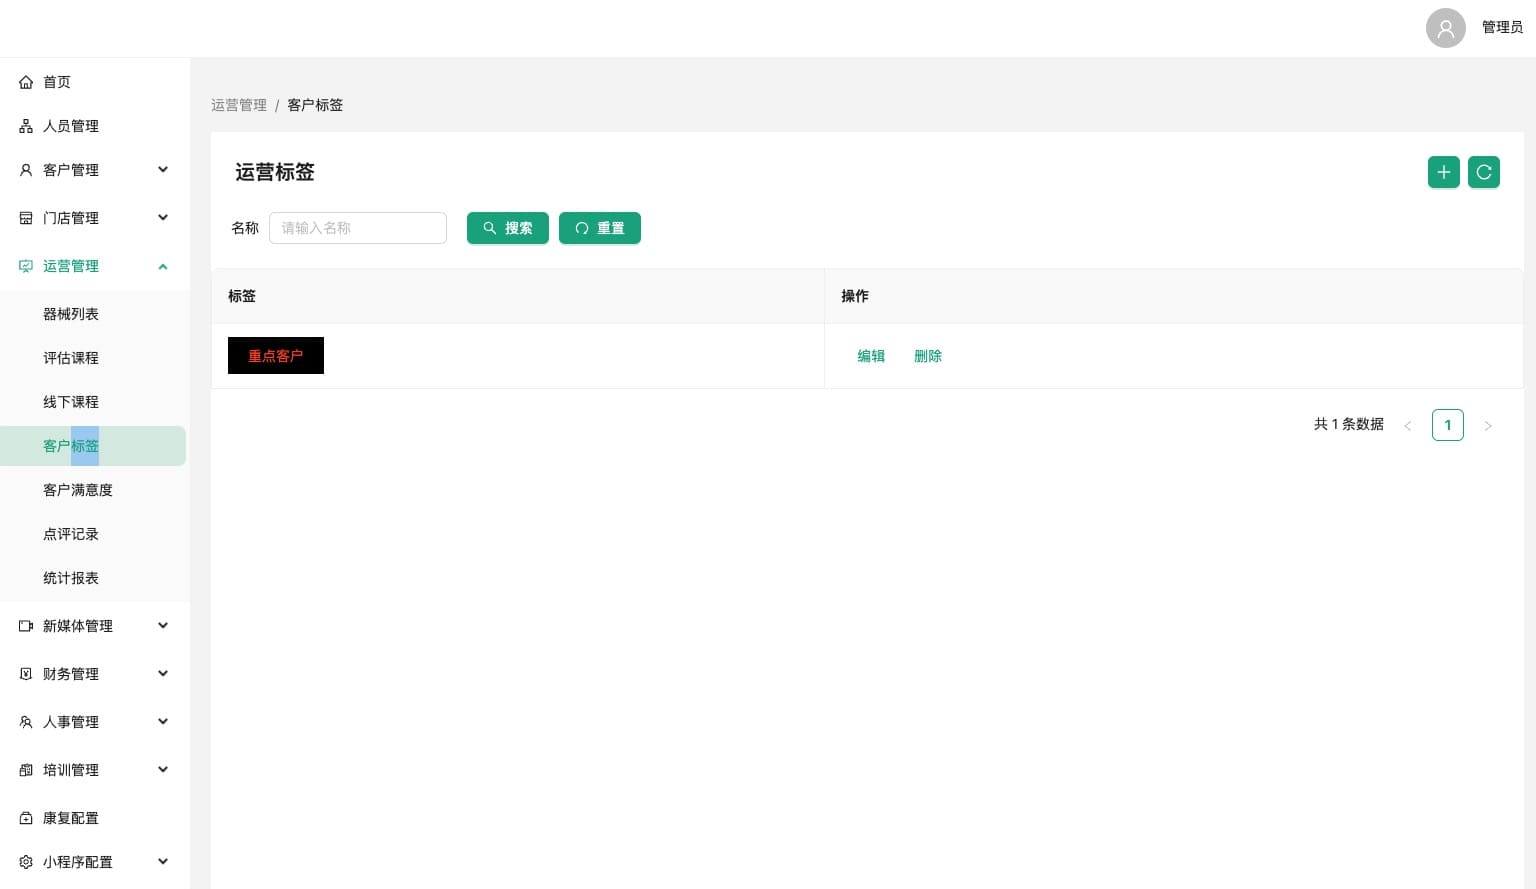 管理员
首页
人员管理
客户管理
门店管理
运营管理
器械列表
评估课程
线下课程
客户标签
客户满意度
点评记录
统计报表
新媒体管理
财务管理
人事管理
培训管理
康复配置
小程序配置
运营管理 / 客户标签
运营标签
名称 请输入名称 搜索 重置
标签 操作
重点客户 编辑 删除
共 1 条数据 < 1 >